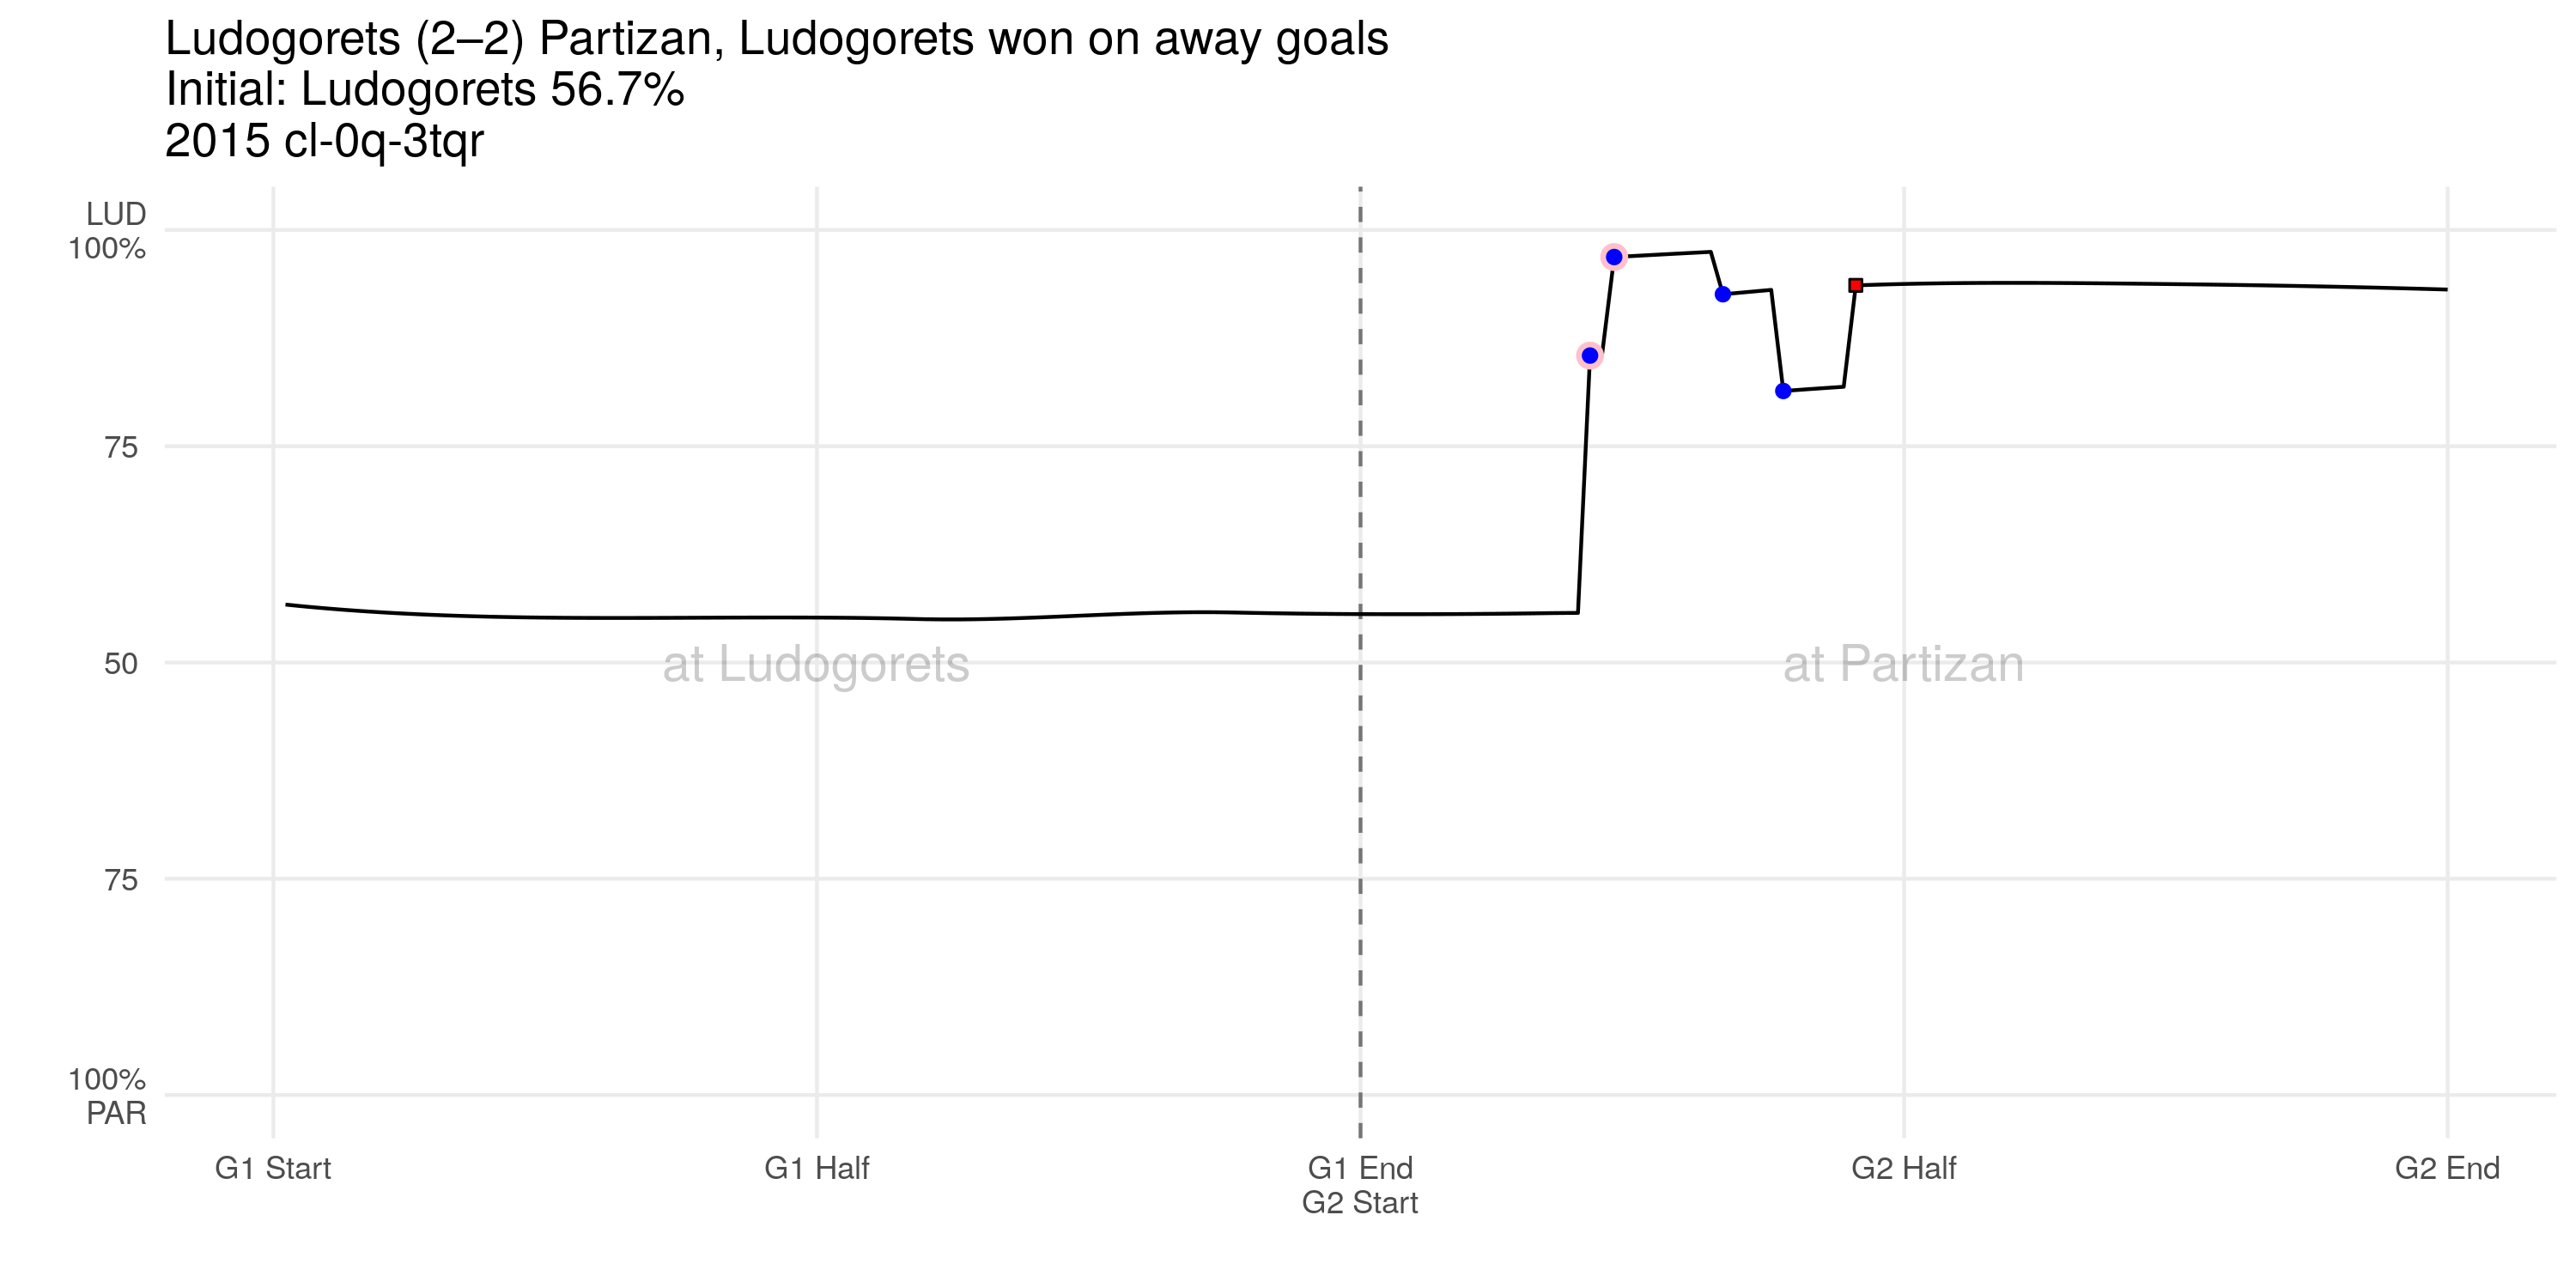 Ludogorets (2–2) Partizan, Ludogorets won on away goals
Initial: Ludogorets 56.7%
2015 cl-0q-3tqr
LUD
100%
75
50
75
100%
PAR
at Ludogorets
at Partizan
G1 Start
G1 Half
G1 End
G2 Start
G2 Half
G2 End